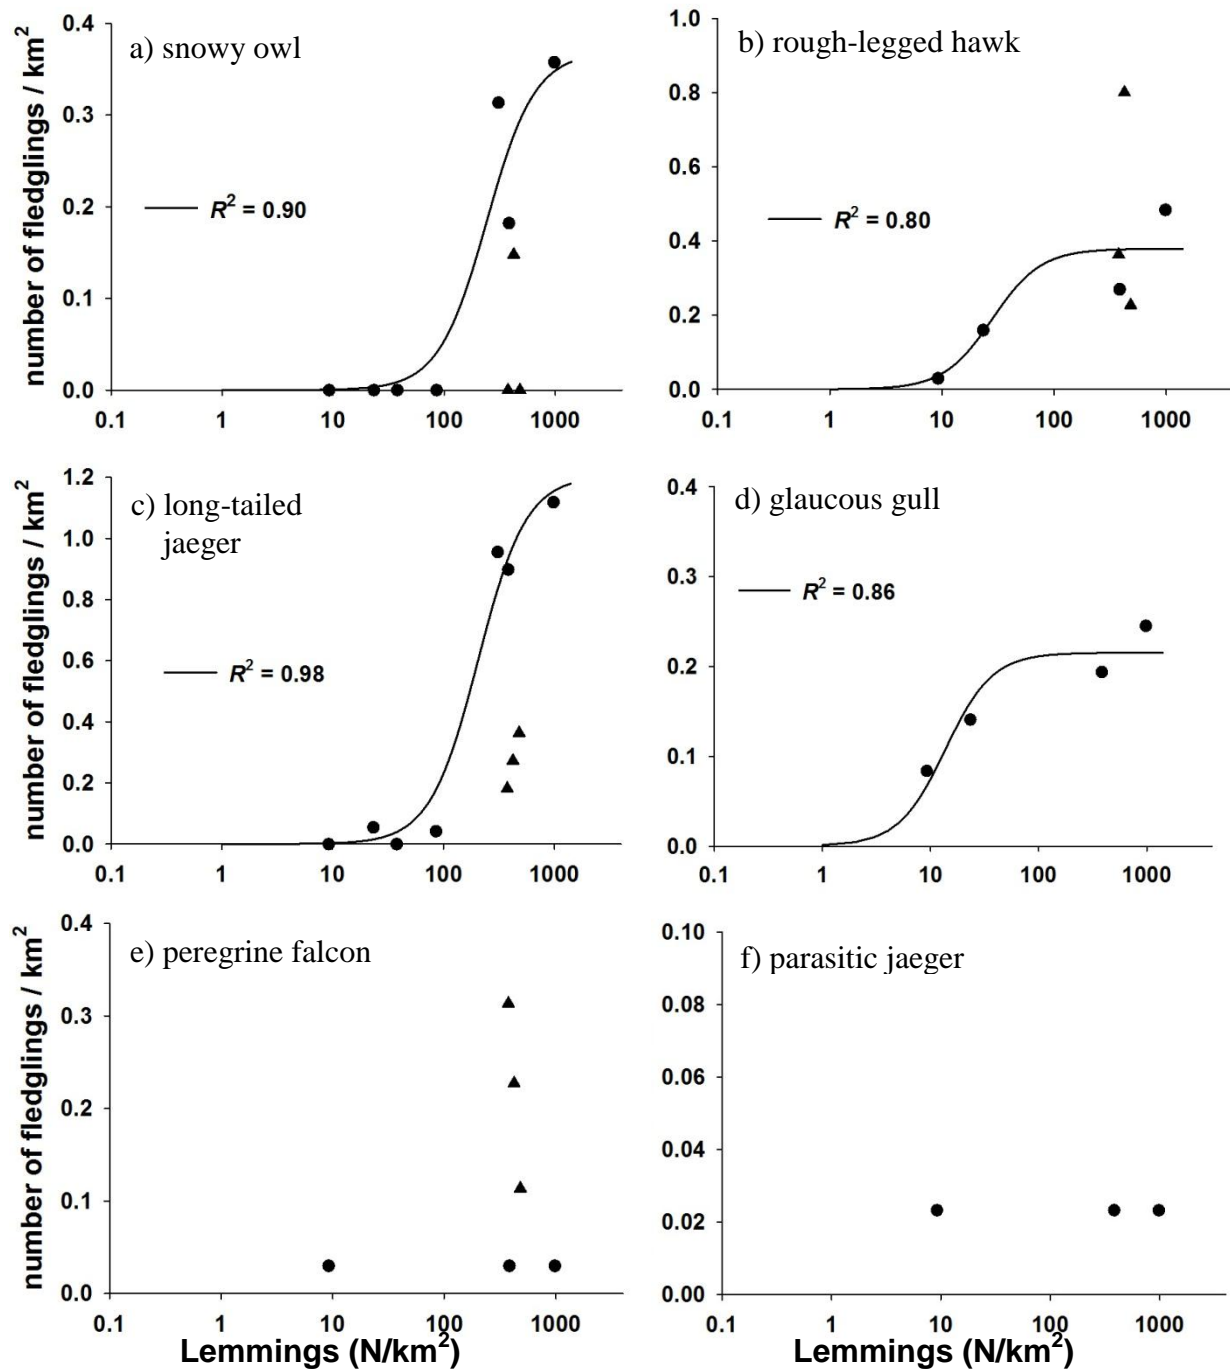 number of fledglings / km²
a) snowy owl
0.4
0.3
0.2
0.1
0.0
R² = 0.90
0.1 1 10 100 1000
b) rough-legged hawk
1.0
0.8
0.6
0.4
0.2
0.0
R² = 0.80
0.1 1 10 100 1000
number of fledglings / km²
c) long-tailed
jaeger
1.2
1.0
0.8
0.6
0.4
0.2
0.0
R² = 0.98
0.1 1 10 100 1000
d) glaucous gull
0.4
0.3
0.2
0.1
0.0
R² = 0.86
0.1 1 10 100 1000
number of fledglings / km²
e) peregrine falcon
0.4
0.3
0.2
0.1
0.0
0.1 1 10 100 1000
Lemmings (N/km²)
f) parasitic jaeger
0.10
0.08
0.06
0.04
0.02
0.00
0.1 1 10 100 1000
Lemmings (N/km²)